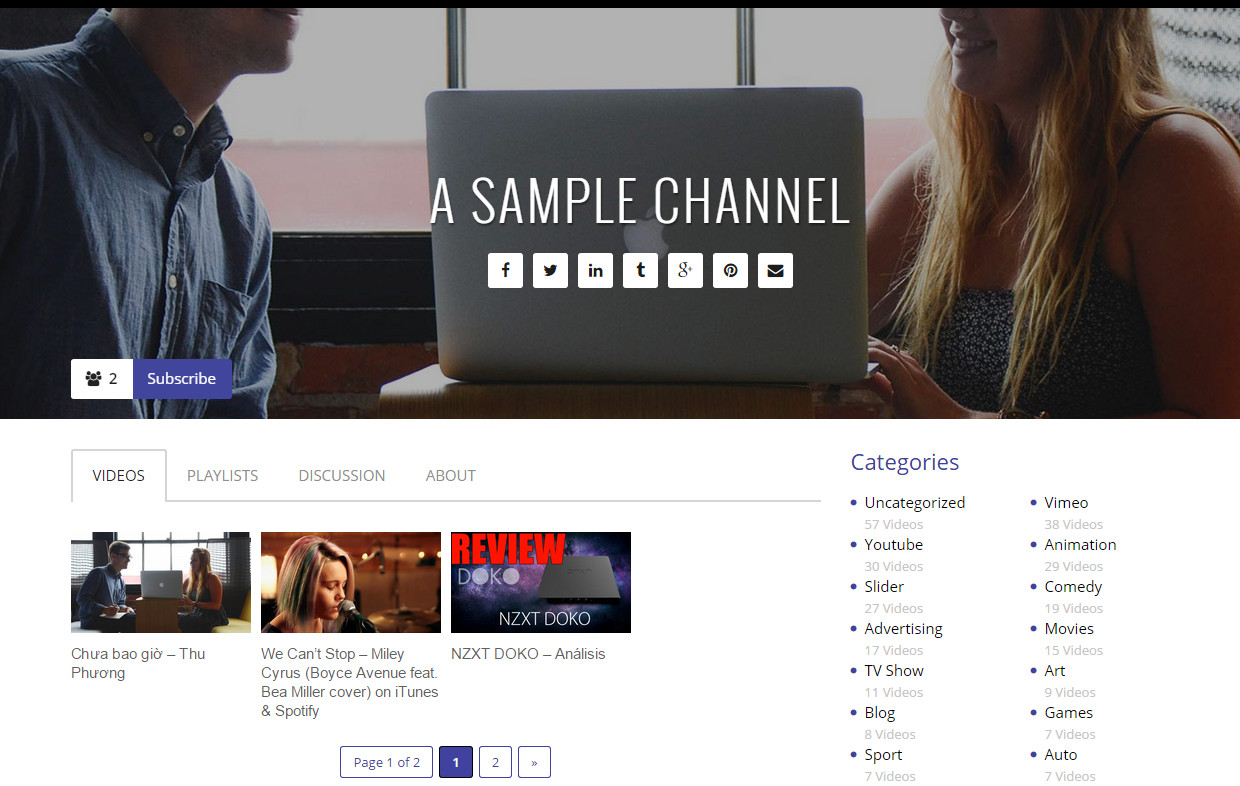 A SAMPLE CHANNEL
2 Subscribe
VIDEOS PLAYLISTS DISCUSSION ABOUT
REVIEW
DOKO
NZXT DOKO
Chưa bao giờ – Thu
Phương
We Can't Stop – Miley
Cyrus (Boyce Avenue feat.
Bea Miller cover) on iTunes
& Spotify
NZXT DOKO – Análisis
Page 1 of 2 1 2 »
Categories
Uncategorized
57 Videos
Youtube
30 Videos
Slider
27 Videos
Advertising
17 Videos
TV Show
11 Videos
Blog
8 Videos
Sport
7 Videos
Vimeo
38 Videos
Animation
29 Videos
Comedy
19 Videos
Movies
15 Videos
Art
9 Videos
Games
7 Videos
Auto
7 Videos